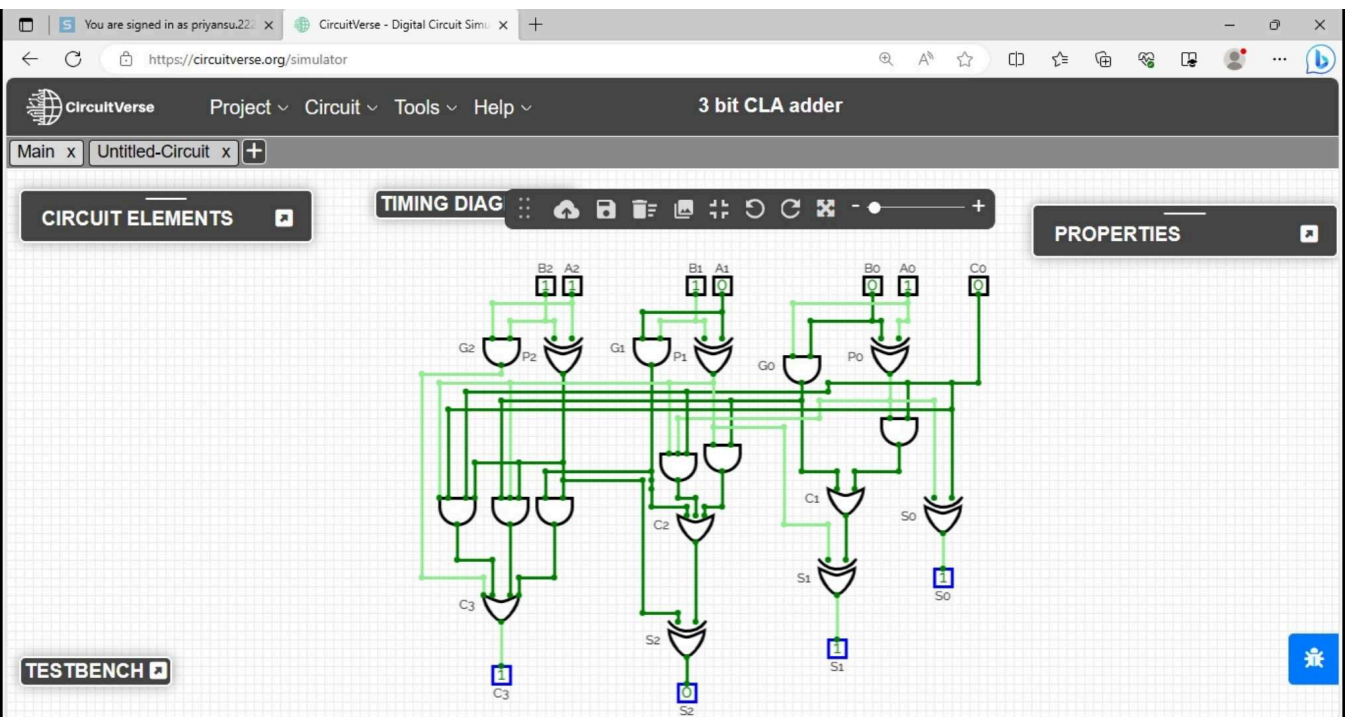 You are signed in as priyansu.222 CircuitVerse - Digital Circuit Simu
https://circuitverse.org/simulator
CircuitVerse Project Circuit Tools Help 3 bit CLA adder
Main x Untitled-Circuit x
CIRCUIT ELEMENTS
TIMING DIAG
- +
PROPERTIES
B2 A2 B1 A1 B0 A0 C0
1 1 1 0 0 1 0
G2 P2 G1 P1 G0 P0
C1
C2 S0
S1 1
S0
C3
S2 1
S1
TESTBENCH
1 0
C3 S2